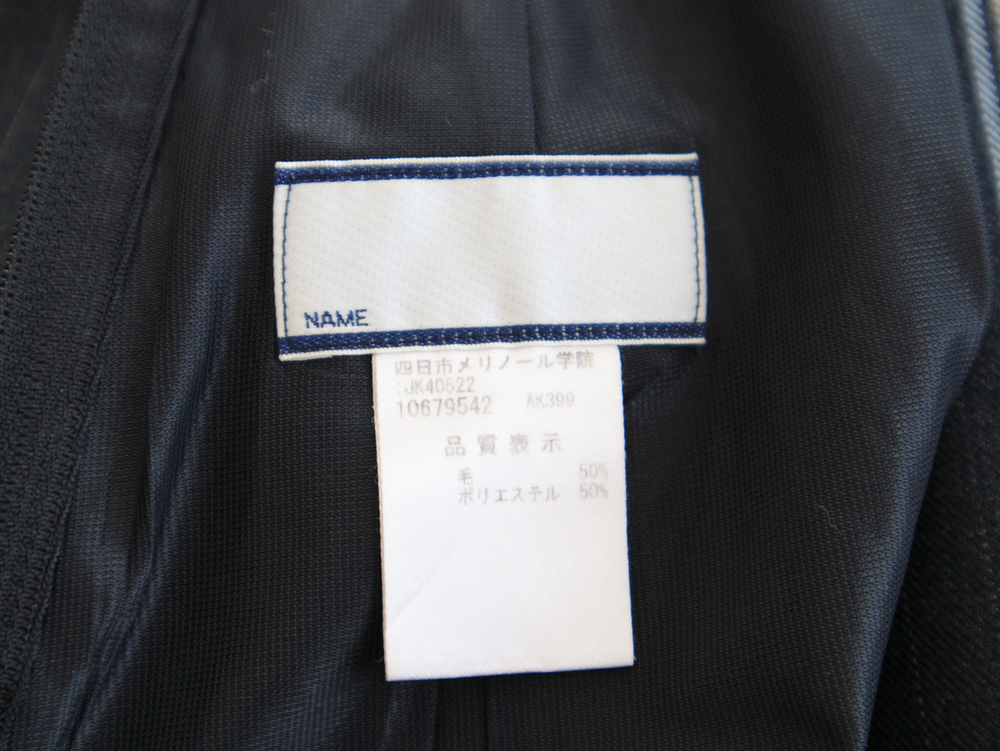 NAME
四日市メリノール学院
:JK40522
10679542 AK399
品質表示
毛 50%
ポリエステル 50%